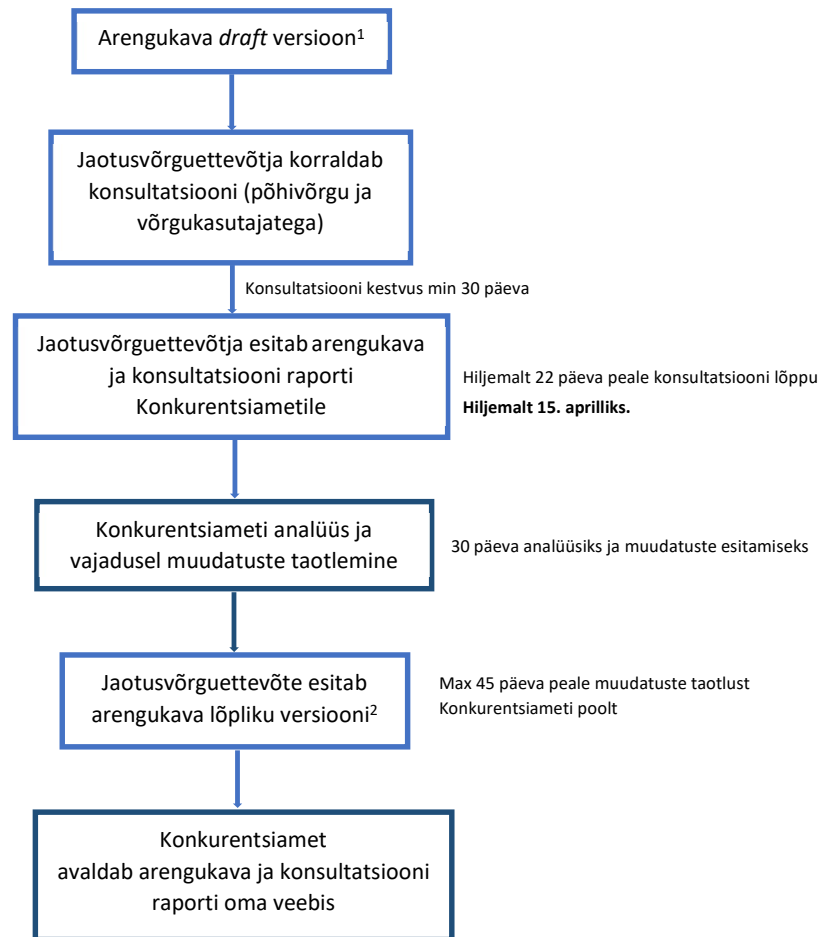 Arengukava draft versioon¹
Jaotusvõrguettevõtja korraldab
konsultatsiooni (põhivõrgu ja
võrgukasutajatega)
Konsultatsiooni kestvus min 30 päeva
Jaotusvõrguettevõtja esitab arengukava
ja konsultatsiooni raporti
Konkurentsiametile
Hiljemalt 22 päeva peale konsultatsiooni lõppu
Hiljemalt 15. aprilliks.
Konkurentsiameti analüüs ja
vajadusel muudatuste taotlemine
30 päeva analüüsiks ja muudatuste esitamiseks
Jaotusvõrguettevõte esitab
arengukava lõpliku versiooni²
Max 45 päeva peale muudatuste taotlust
Konkurentsiameti poolt
Konkurentsiamet
avaldab arengukava ja konsultatsiooni
raporti oma veebis